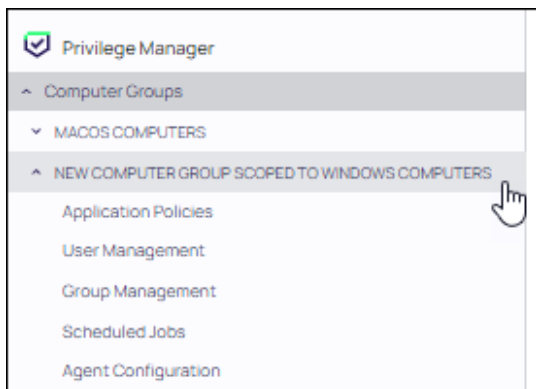 Privilege Manager
Computer Groups
MACOS COMPUTERS
NEW COMPUTER GROUP SCOPED TO WINDOWS COMPUTERS
Application Policies
User Management
Group Management
Scheduled Jobs
Agent Configuration